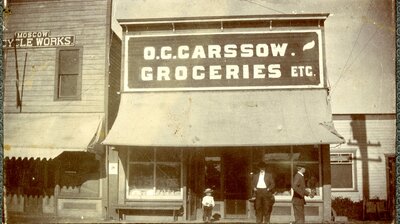 MOSCOW
CYCLE WORKS.
O.C. CARSSOW.
GROCERIES ETC.